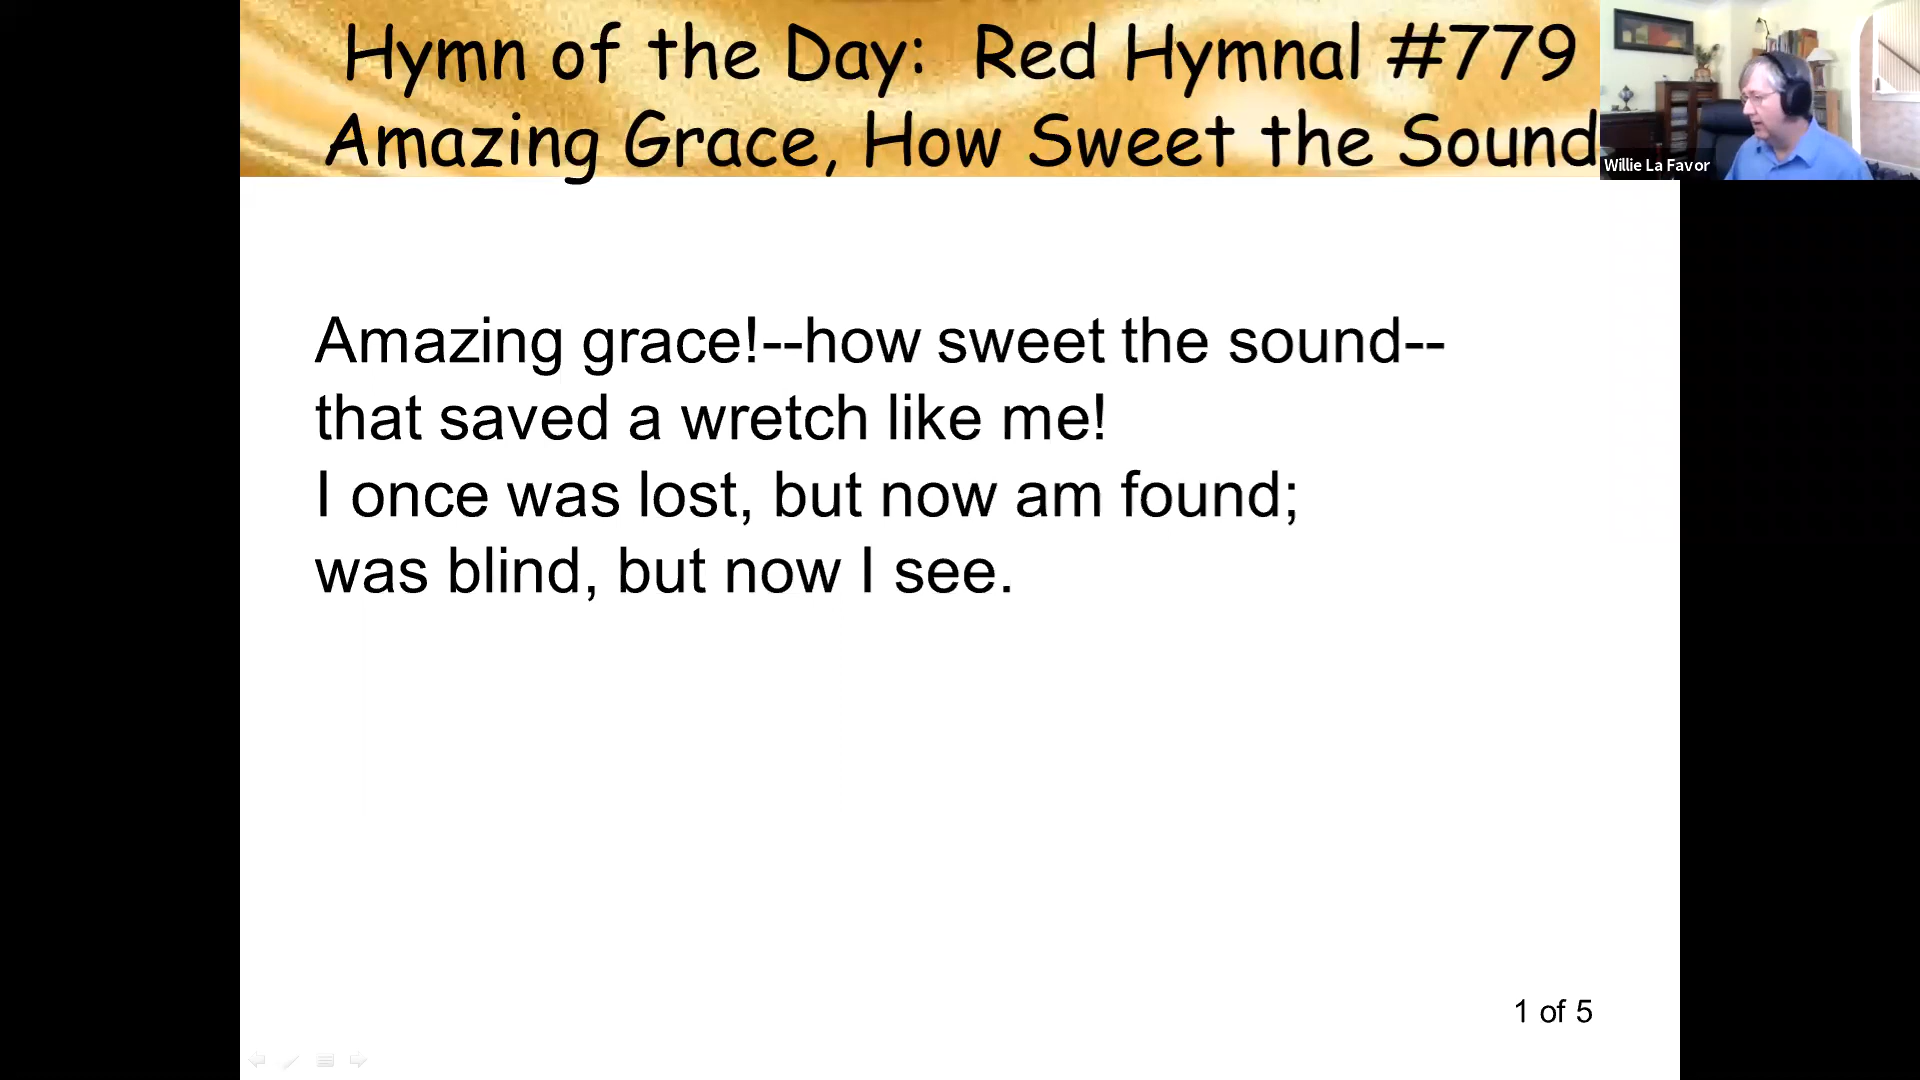 Hymn of the Day: Red Hymnal #779
Amazing Grace, How Sweet the Sound
Willie La Favor
Amazing grace!--how sweet the sound--
that saved a wretch like me!
I once was lost, but now am found;
was blind, but now I see.
1 of 5